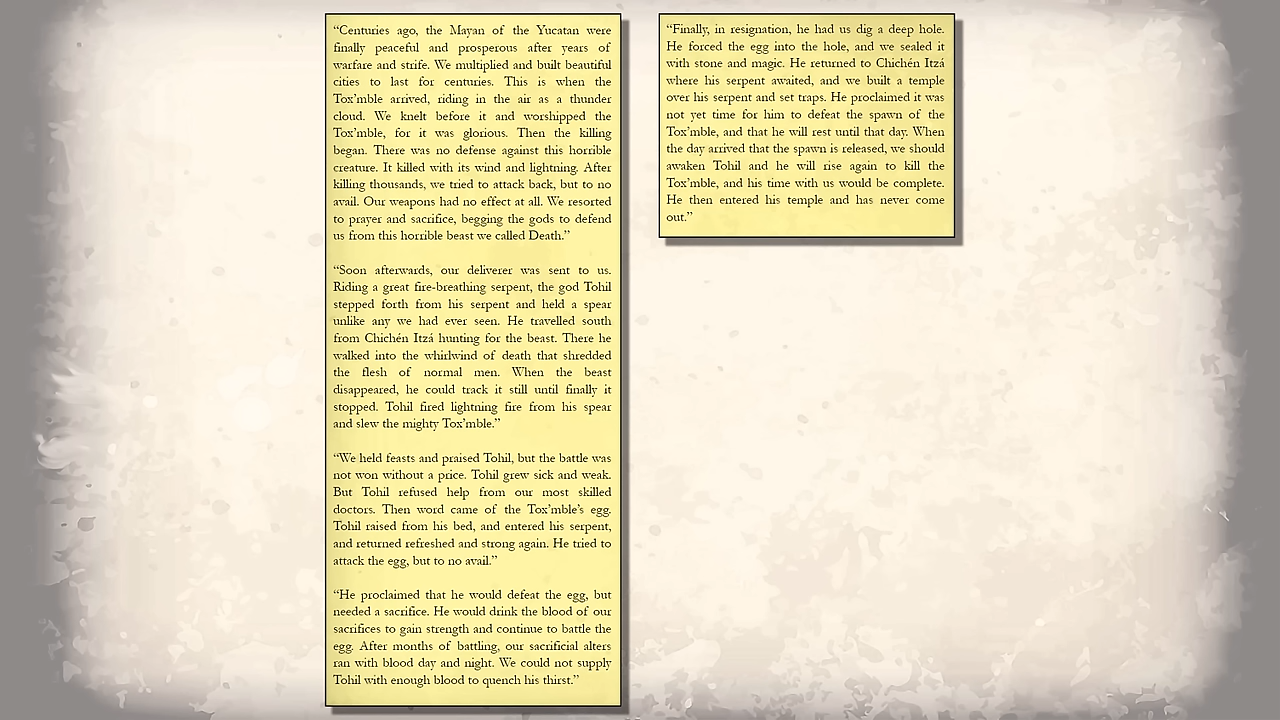 “Centuries ago, the Mayan of the Yucatan were
finally peaceful and prosperous after years of
warfare and strife. We multiplied and built beautiful
cities to last for centuries. This is when the
Tox’mble arrived, riding in the air as a thunder
cloud. We knelt before it and worshipped the
Tox’mble, for it was glorious. Then the killing
began. There was no defense against this horrible
creature. It killed with its wind and lightning. After
killing thousands, we tried to attack back, but to no
avail. Our weapons had no effect at all. We resorted
to prayer and sacrifice, begging the gods to defend
us from this horrible beast we called Death.”
“Soon afterwards, our deliverer was sent to us.
Riding a great fire-breathing serpent, the god Tohil
stepped forth from his serpent and held a spear
unlike any we had ever seen. He travelled south
from Chichén Itzá hunting for the beast. There he
walked into the whirlwind of death that shredded
the flesh of normal men. When the beast
disappeared, he could track it still until finally it
stopped. Tohil fired lightning fire from his spear
and slew the mighty Tox’mble.”
“We held feasts and praised Tohil, but the battle was
not won without a price. Tohil grew sick and weak.
But Tohil refused help from our most skilled
doctors. Then word came of the Tox’mble’s egg.
Tohil raised from his bed, and entered his serpent,
and returned refreshed and strong again. He tried to
attack the egg, but to no avail.”
“He proclaimed that he would defeat the egg, but
needed a sacrifice. He would drink the blood of our
sacrifices to gain strength and continue to battle the
egg. After months of battling, our sacrificial alters
ran with blood day and night. We could not supply
Tohil with enough blood to quench his thirst.”
“Finally, in resignation, he had us dig a deep hole.
He forced the egg into the hole, and we sealed it
with stone and magic. He returned to Chichén Itzá
where his serpent awaited, and we built a temple
over his serpent and set traps. He proclaimed it was
not yet time for him to defeat the spawn of the
Tox’mble, and that he will rest until that day. When
the day arrived that the spawn is released, we should
awaken Tohil and he will rise again to kill the
Tox’mble, and his time with us would be complete.
He then entered his temple and has never come
out.”